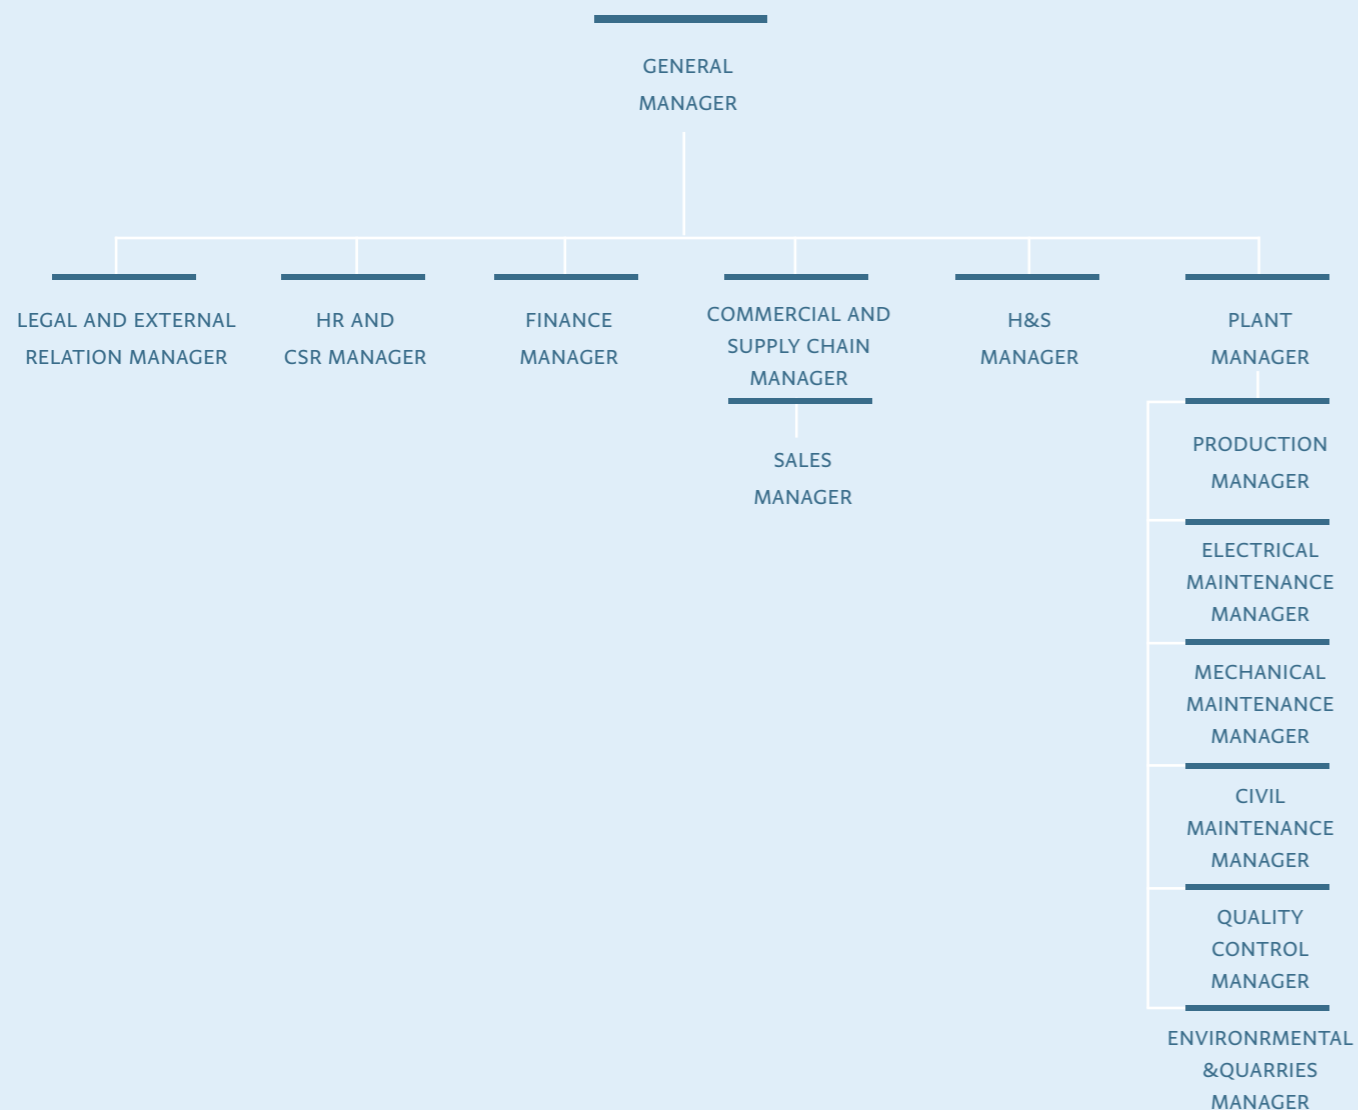 GENERAL
MANAGER
LEGAL AND EXTERNAL
RELATION MANAGER
HR AND
CSR MANAGER
FINANCE
MANAGER
COMMERCIAL AND
SUPPLY CHAIN
MANAGER
H&S
MANAGER
PLANT
MANAGER
SALES
MANAGER
PRODUCTION
MANAGER
ELECTRICAL
MAINTENANCE
MANAGER
MECHANICAL
MAINTENANCE
MANAGER
CIVIL
MAINTENANCE
MANAGER
QUALITY
CONTROL
MANAGER
ENVIRONRMENTAL
&QUARRIES
MANAGER